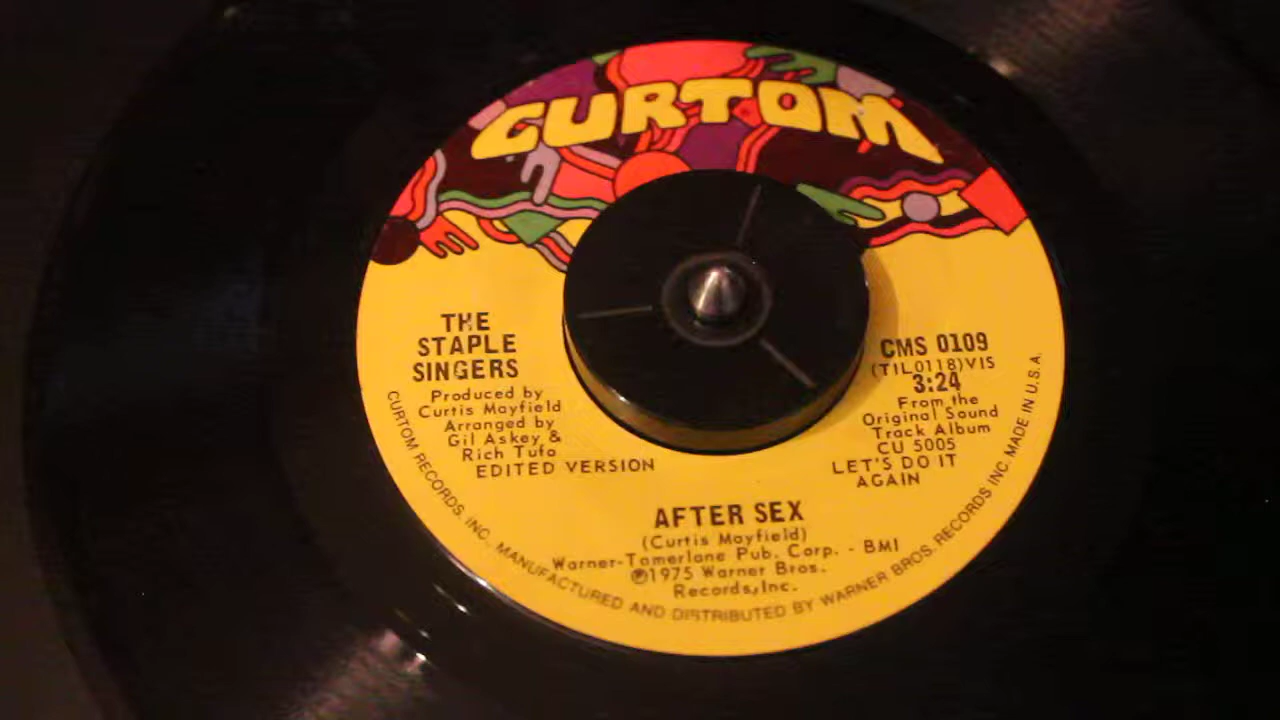 CURTOM
THE
STAPLE
SINGERS
Produced by
Curtis Mayfield
Arranged by
Gil Askey &
Rich Tufo
EDITED VERSION
CMS 0109
(TIL0118)VIS
3:24
From the
Original Sound
Track Album
CU 5005
LET'S DO IT
AGAIN
AFTER SEX
(Curtis Mayfield)
Warner-Tamerlane Pub. Corp. - BMI
℗1975 Warner Bros.
Records, Inc.
CURTOM RECORDS, INC., MANUFACTURED AND DISTRIBUTED BY WARNER BROS. RECORDS INC. MADE IN U.S.A.